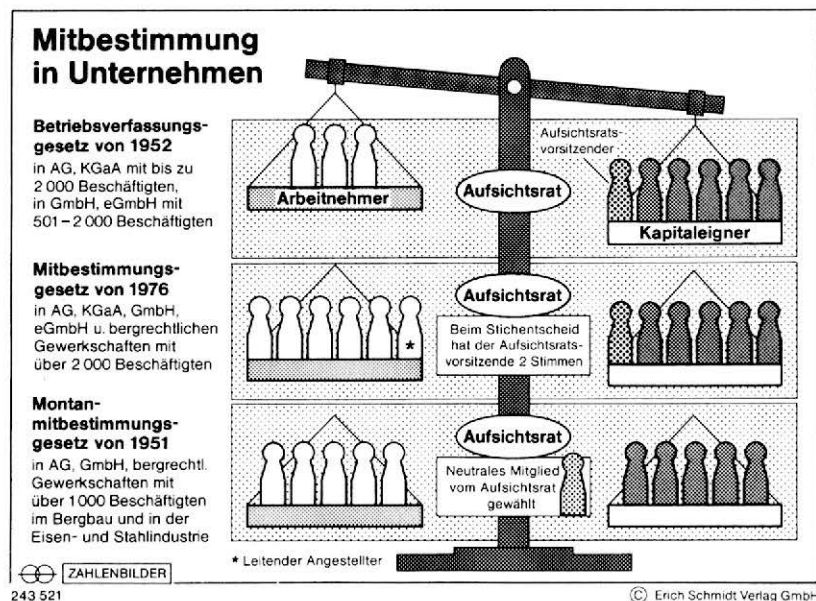 Mitbestimmung
in Unternehmen
Betriebsverfassungs-
gesetz von 1952
in AG, KGaA mit bis zu
2 000 Beschäftigten,
in GmbH, eGmbH mit
501–2 000 Beschäftigten
Arbeitnehmer
Aufsichtsrat
Aufsichtsrats-
vorsitzender
Kapitaleigner
Mitbestimmungs-
gesetz von 1976
in AG, KGaA, GmbH,
eGmbH u. bergrechtlichen
Gewerkschaften mit
über 2 000 Beschäftigten
*
Aufsichtsrat
Beim Stichentscheid
hat der Aufsichtsrats-
vorsitzende 2 Stimmen
Montan-
mitbestimmungs-
gesetz von 1951
in AG, GmbH, bergrechtl.
Gewerkschaften mit
über 1000 Beschäftigten
im Bergbau und in der
Eisen- und Stahlindustrie
Aufsichtsrat
Neutrales Mitglied
vom Aufsichtsrat
gewählt
* Leitender Angestellter
ZAHLENBILDER
243 521
© Erich Schmidt Verlag GmbH